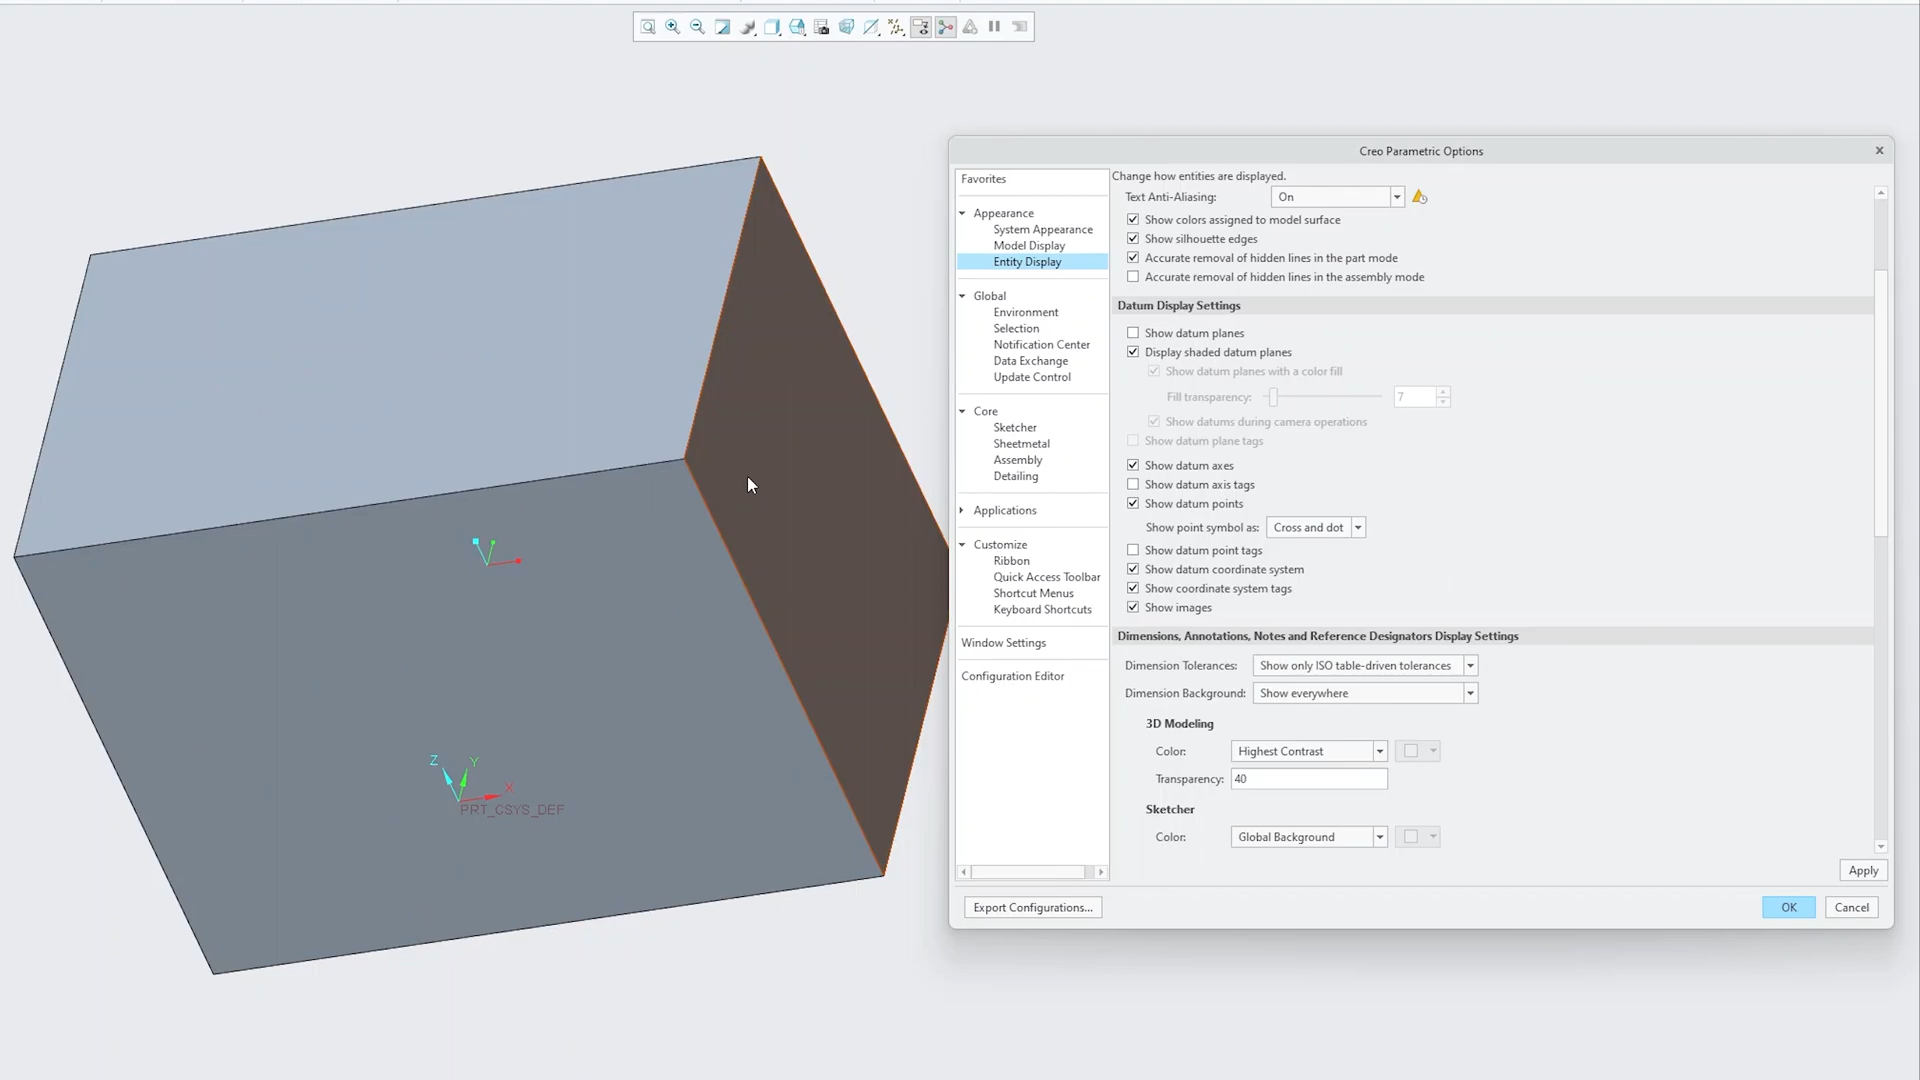 Creo Parametric Options
Favorites
Appearance
System Appearance
Model Display
Entity Display
Global
Environment
Selection
Notification Center
Data Exchange
Update Control
Core
Sketcher
Sheetmetal
Assembly
Detailing
Applications
Customize
Ribbon
Quick Access Toolbar
Shortcut Menus
Keyboard Shortcuts
Window Settings
Configuration Editor
Change how entities are displayed.
Text Anti-Aliasing: On
Show colors assigned to model surface
Show silhouette edges
Accurate removal of hidden lines in the part mode
Accurate removal of hidden lines in the assembly mode
Datum Display Settings
Show datum planes
Display shaded datum planes
Show datum planes with a color fill
Fill transparency: 7
Show datums during camera operations
Show datum plane tags
Show datum axes
Show datum axis tags
Show datum points
Show point symbol as: Cross and dot
Show datum point tags
Show datum coordinate system
Show coordinate system tags
Show images
Dimensions, Annotations, Notes and Reference Designators Display Settings
Dimension Tolerances: Show only ISO table-driven tolerances
Dimension Background: Show everywhere
3D Modeling
Color: Highest Contrast
Transparency: 40
Sketcher
Color: Global Background
Apply
Export Configurations...
OK
Cancel
Z
Y
X
PRT_CSYS_DEF